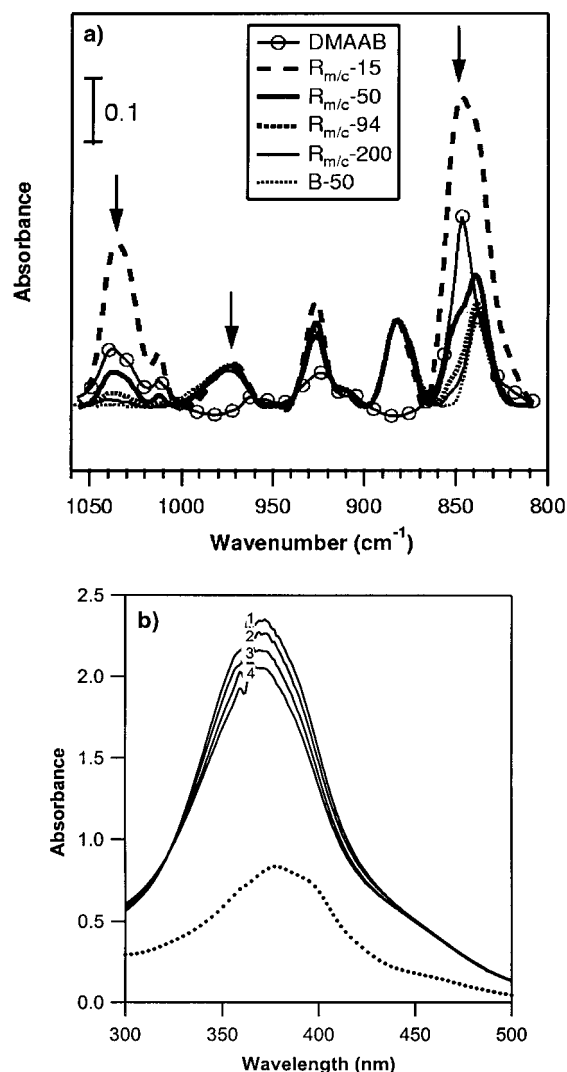 a)
DMAAB
Rm/c-15
Rm/c-50
Rm/c-94
Rm/c-200
B-50
0.1
Absorbance
1050 1000 950 900 850 800
Wavenumber (cm-1)
b)
2.5
2.0
1.5
1.0
0.5
0.0
1
2
3
4
Absorbance
300 350 400 450 500
Wavelength (nm)